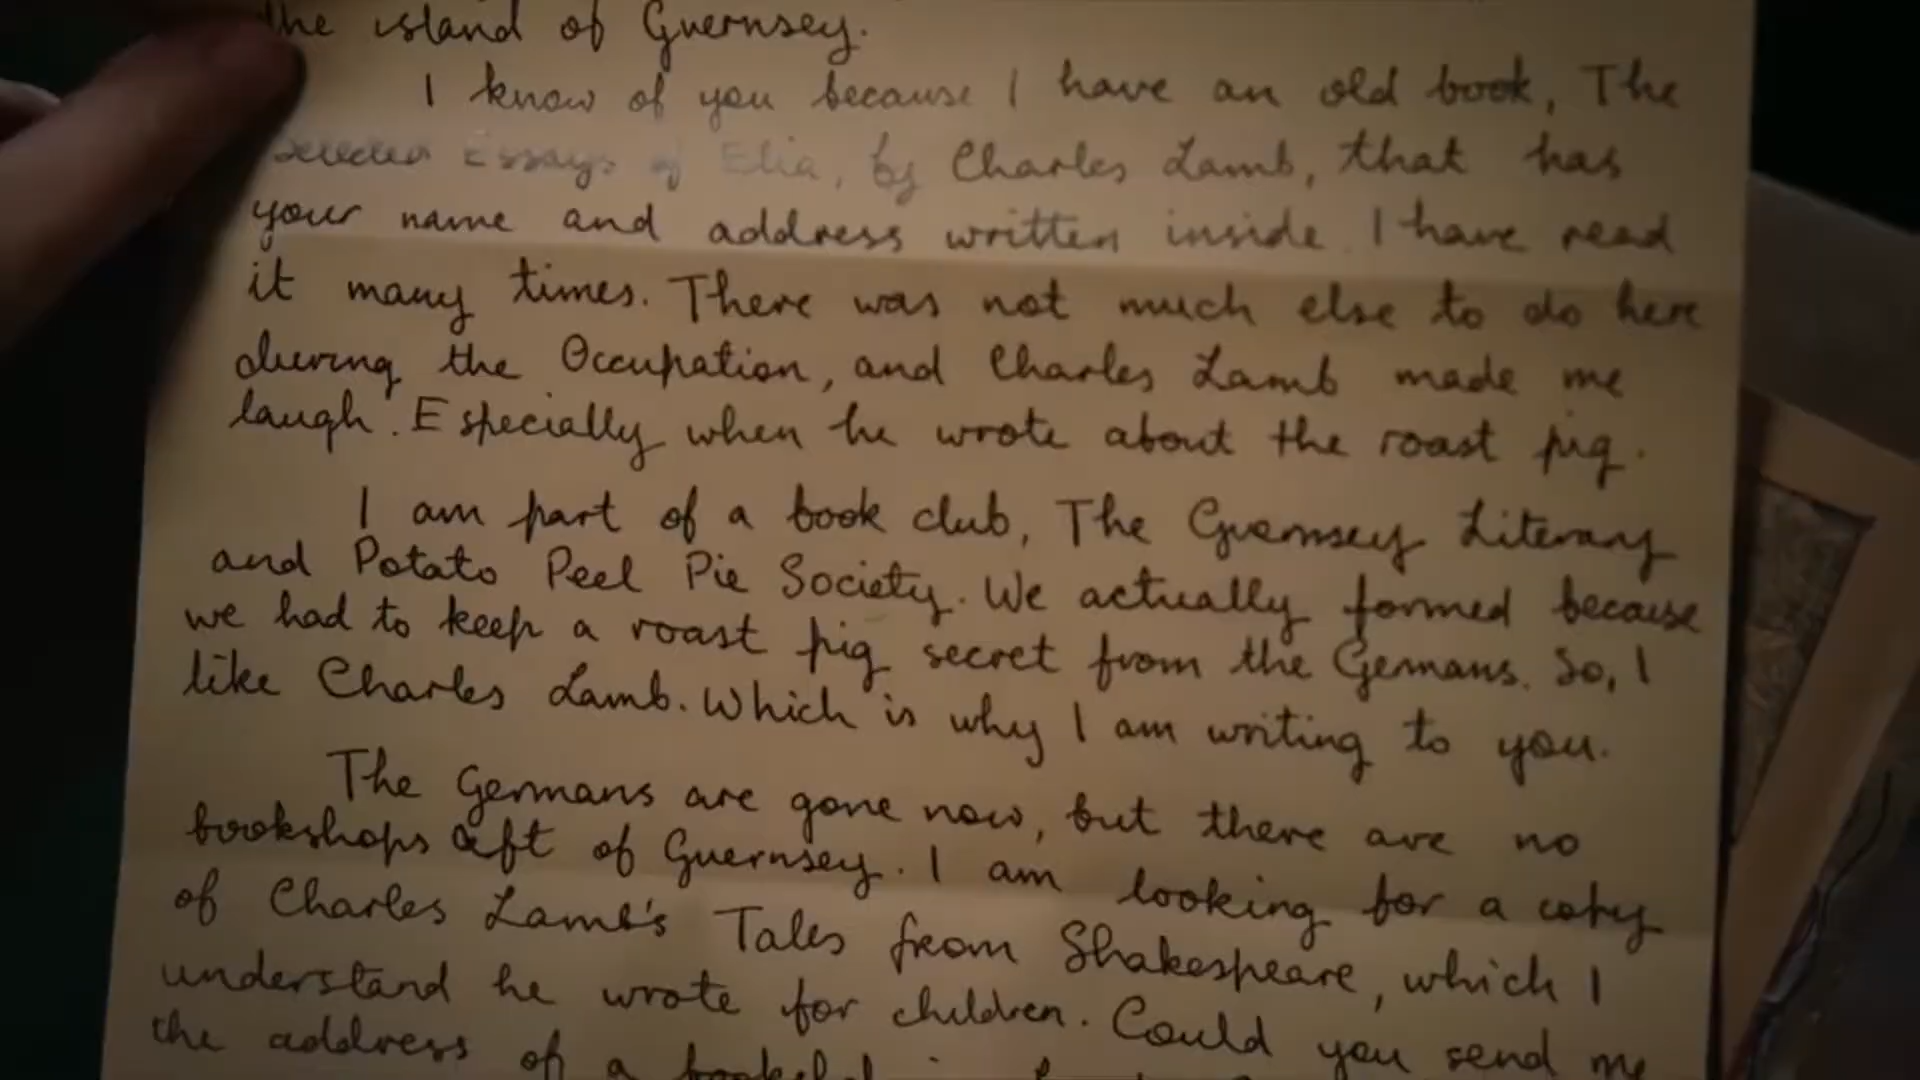 the island of Guernsey.
I know of you because I have an old book, The
Selected Essays of Elia, by Charles Lamb, that has
your name and address written inside. I have read
it many times. There was not much else to do here
during the Occupation, and Charles Lamb made me
laugh. Especially when he wrote about the roast pig.
I am part of a book club, The Guernsey Literary
and Potato Peel Pie Society. We actually formed because
we had to keep a roast pig secret from the Germans. So, I
like Charles Lamb. Which is why I am writing to you.
The Germans are gone now, but there are no
bookshops left of Guernsey. I am looking for a copy
of Charles Lamb's Tales from Shakespeare, which I
understand he wrote for children. Could you send me
the address of a